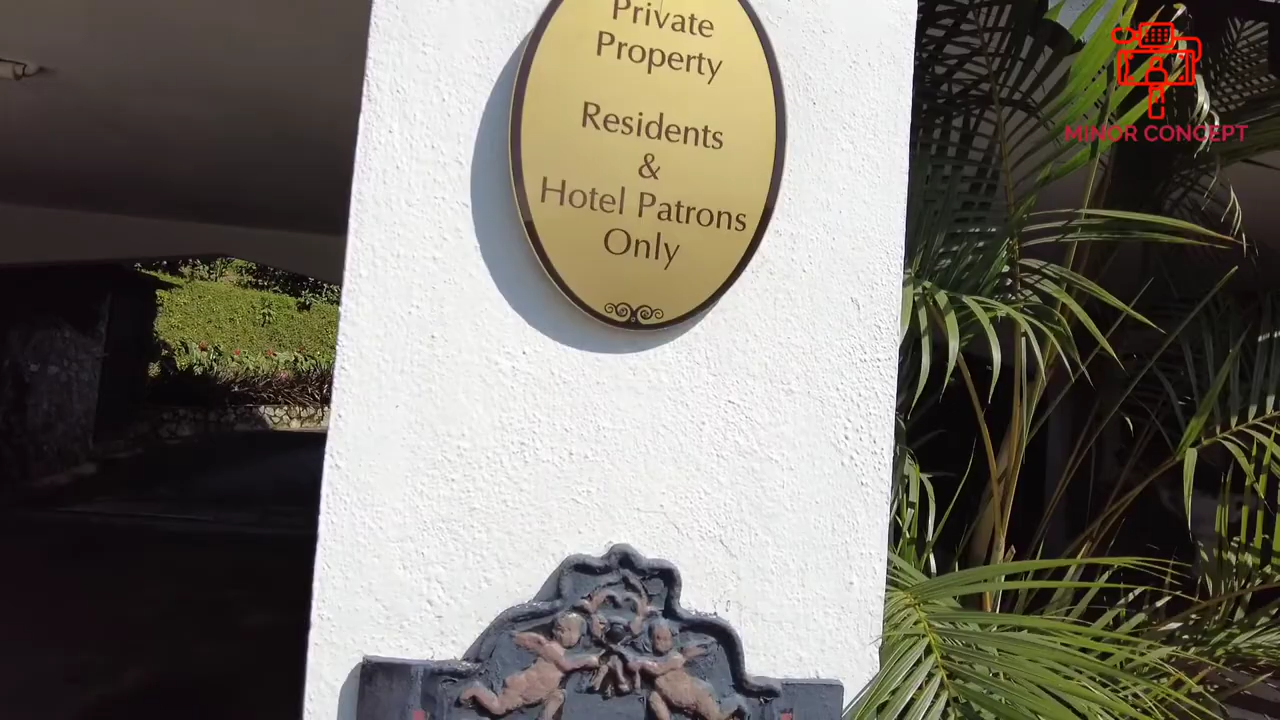 Private
Property
Residents
&
Hotel Patrons
Only
MINOR CONCEPT